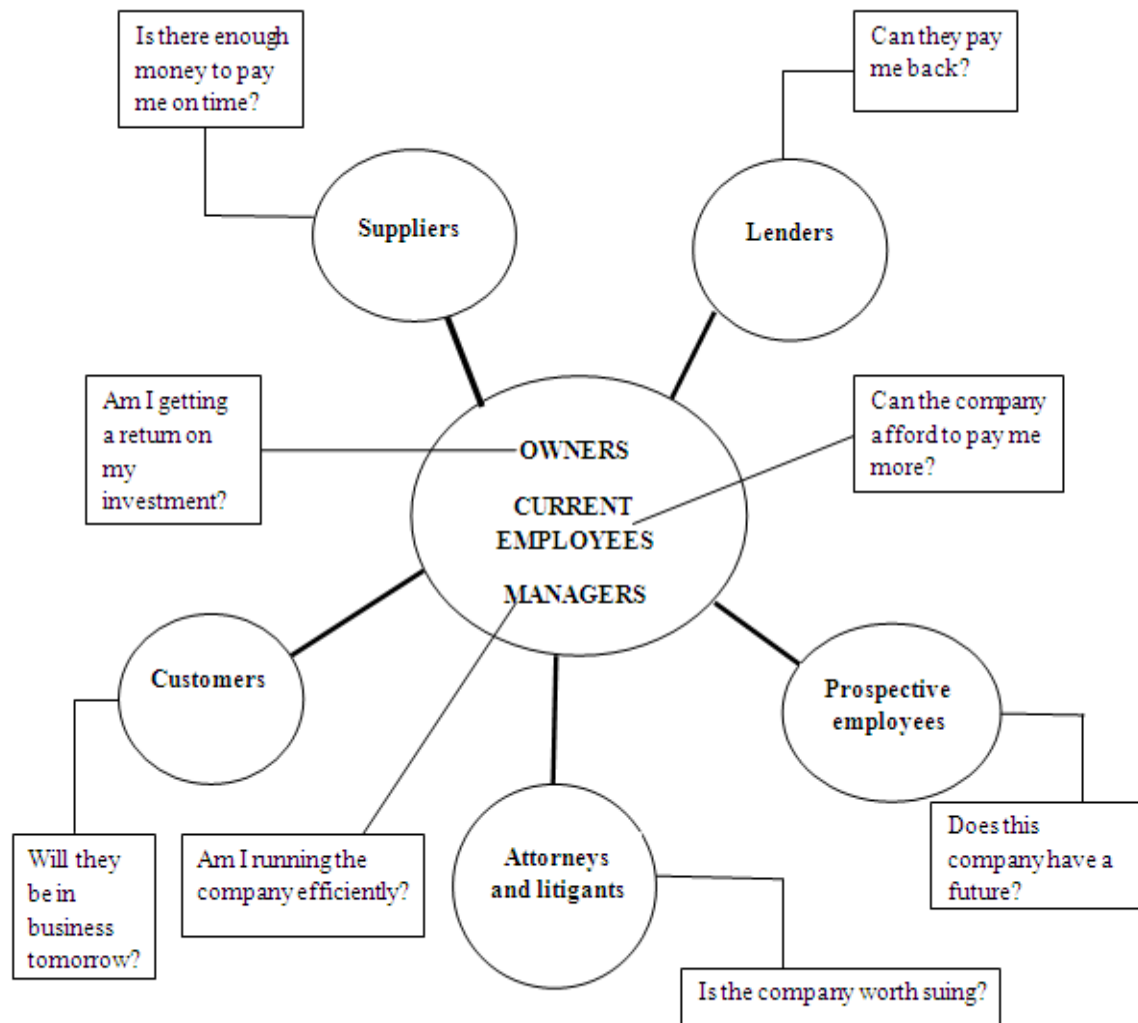 Is there enough
money to pay
me on time?
Can they pay
me back?
Suppliers
Lenders
Am I getting
a return on
my
investment?
OWNERS
CURRENT
EMPLOYEES
MANAGERS
Can the company
afford to pay me
more?
Customers
Prospective
employees
Will they
be in
business
tomorrow?
Am I running the
company efficiently?
Attorneys
and litigants
Does this
company have a
future?
Is the company worth suing?